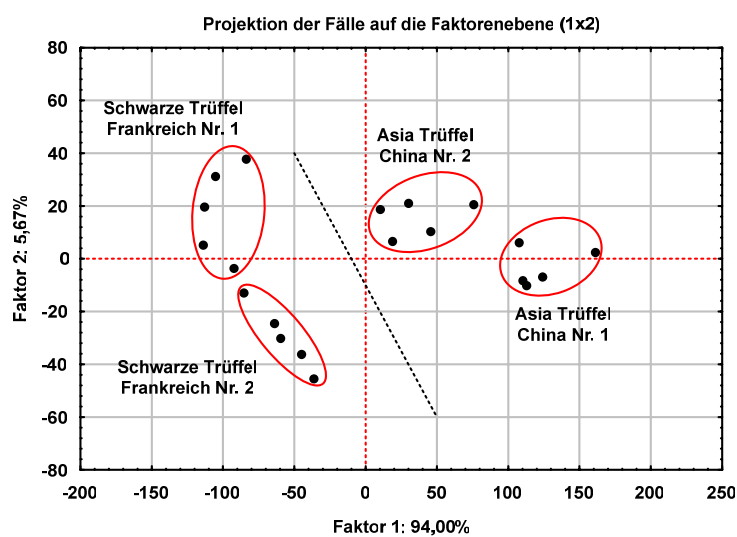 Projektion der Fälle auf die Faktorenebene (1x2)
80
60
40
20
0
-20
-40
-60
-80
Faktor 2: 5,67%
Schwarze Trüffel
Frankreich Nr. 1
Asia Trüffel
China Nr. 2
Asia Trüffel
China Nr. 1
Schwarze Trüffel
Frankreich Nr. 2
-200 -150 -100 -50 0 50 100 150 200 250
Faktor 1: 94,00%